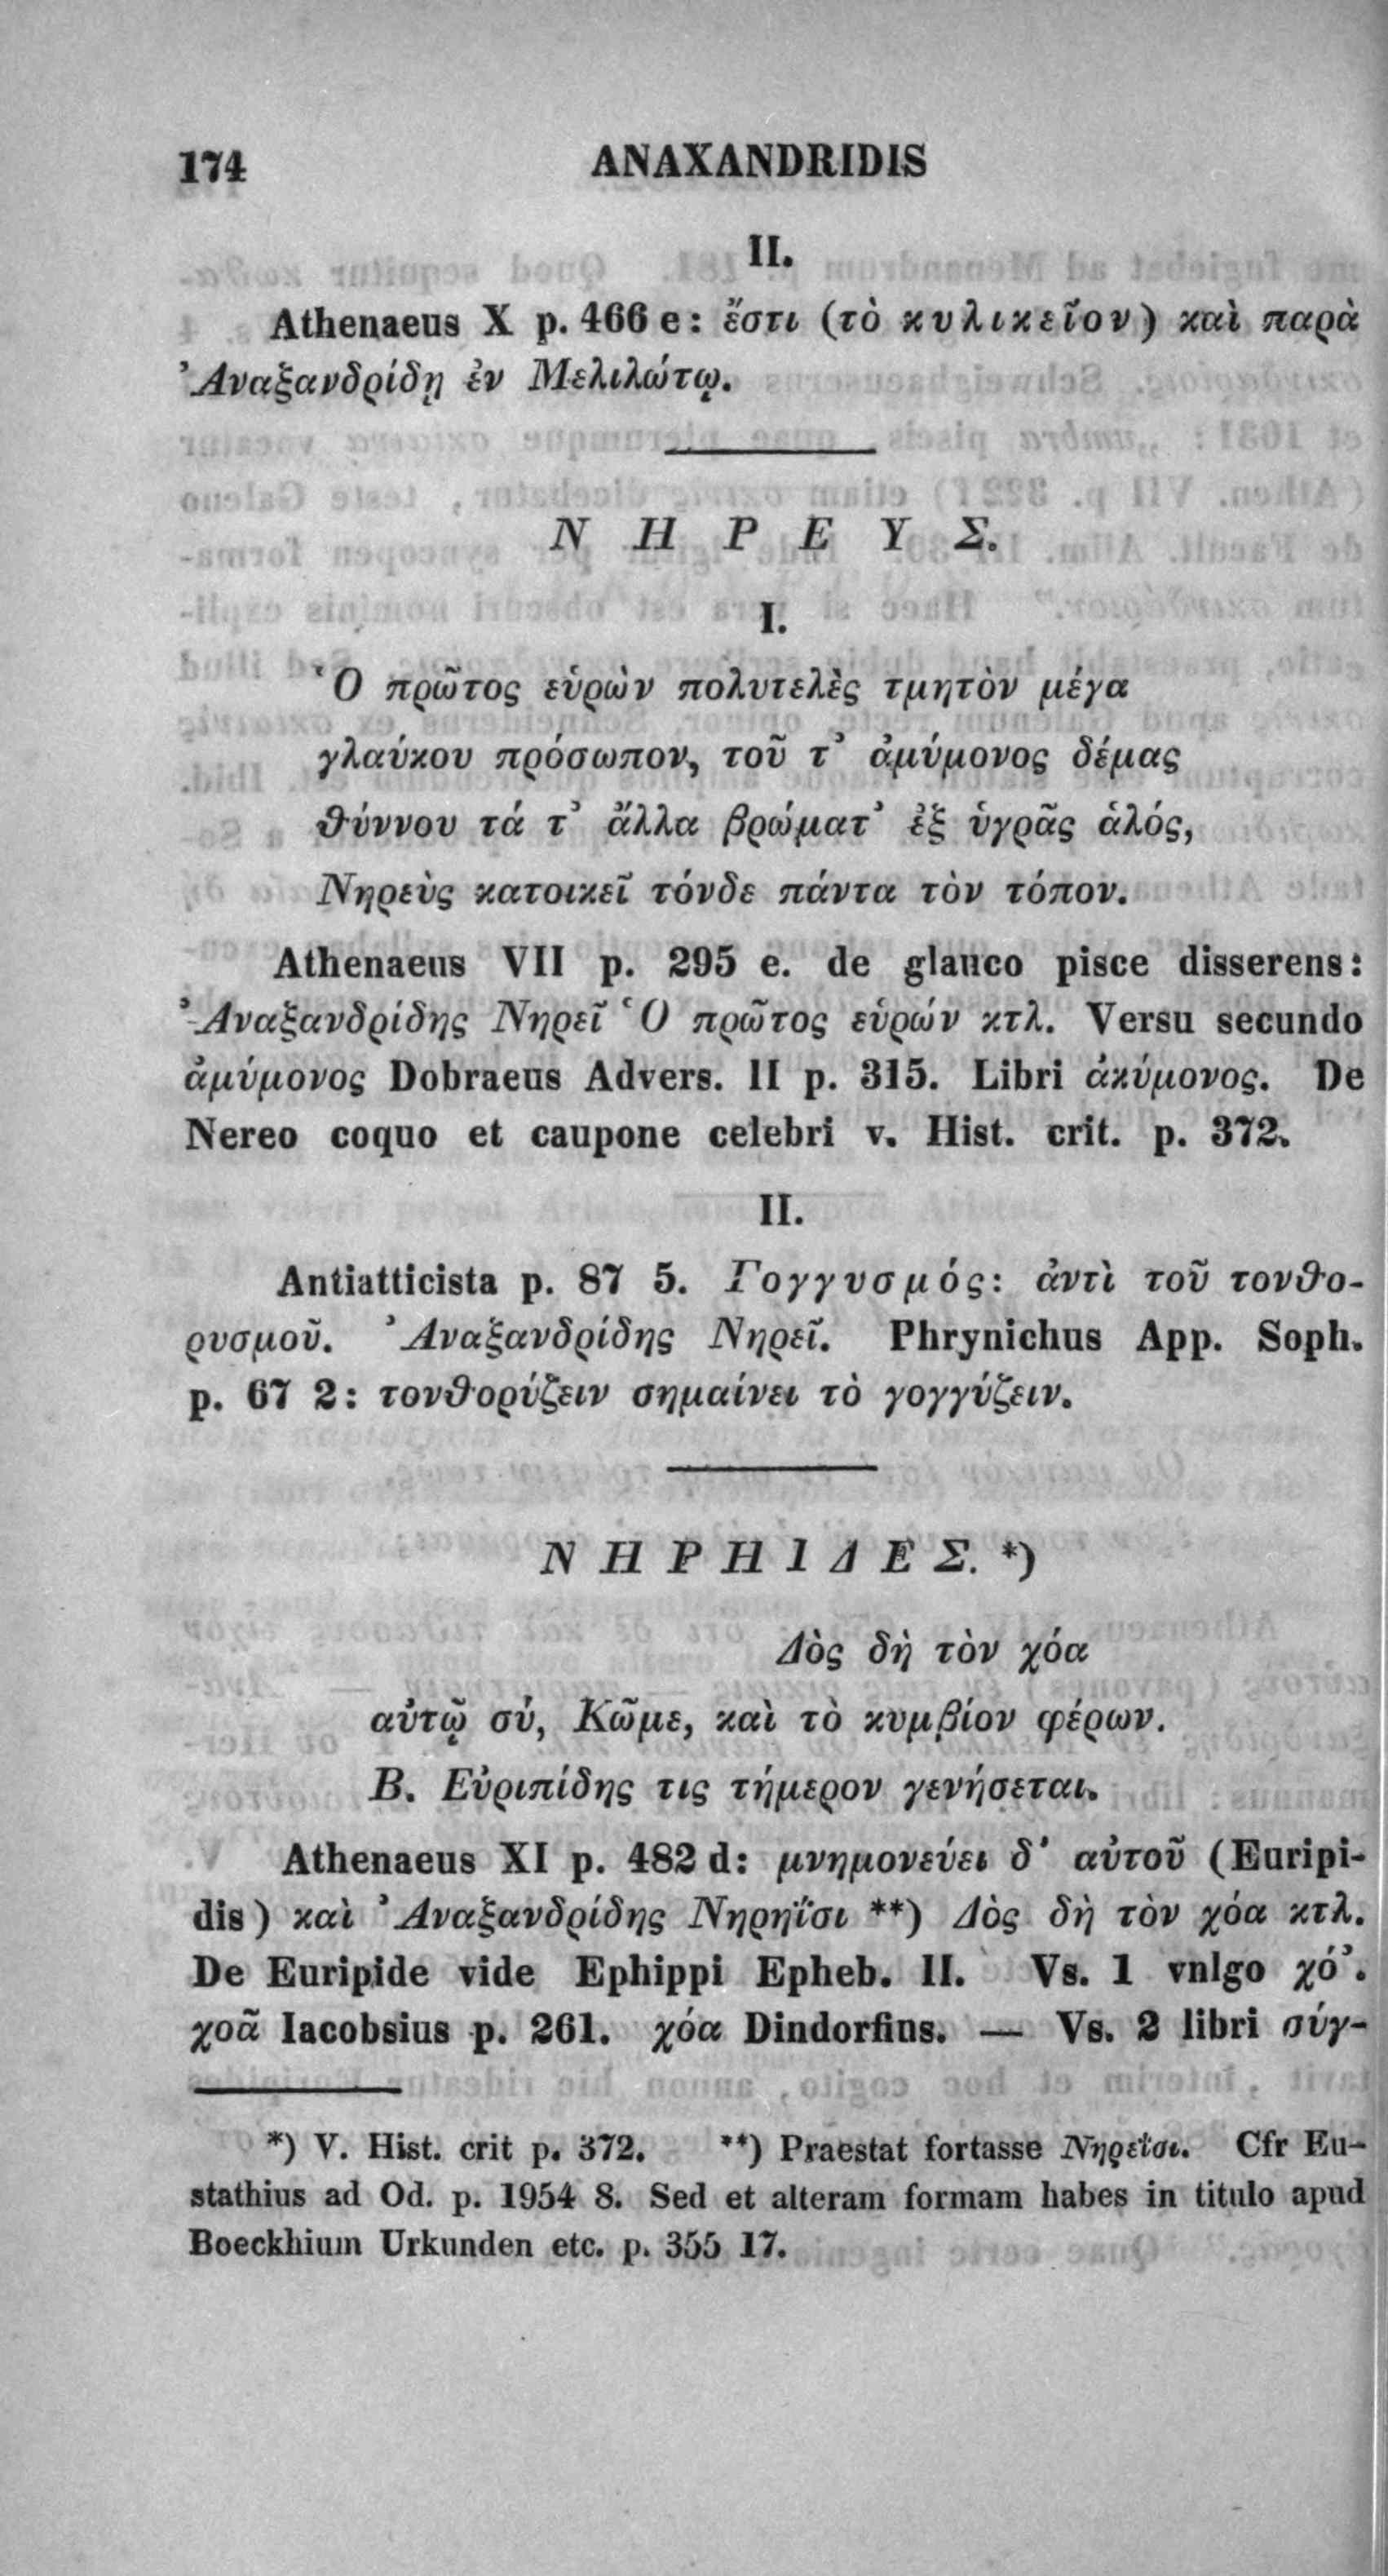 174 ANAXANDRIDIS
II.
Athenaeus X p. 466 e: ἔστι (τὸ κυλικεῖον) καὶ παρὰ
Ἀναξανδρίδῃ ἐν Μελιλώτῳ.
ΝΗΡΕΥΣ.
I.
Ὁ πρῶτος εὑρὼν πολυτελὲς τμητὸν μέγα
γλαύκου πρόσωπον, τοῦ τ’ ἀμύμονος δέμας
θύννου τά τ’ ἄλλα βρώματ’ ἐξ ὑγρᾶς ἁλός,
Νηρεὺς κατοικεῖ τόνδε πάντα τὸν τόπον.
Athenaeus VII p. 295 e. de glauco pisce disserens:
Ἀναξανδρίδης Νηρεῖ Ὁ πρῶτος εὑρών κτλ. Versu secundo
ἀμύμονος Dobraeus Advers. II p. 315. Libri ἀκύμονος. De
Nereo coquo et caupone celebri v. Hist. crit. p. 372.
II.
Antiatticista p. 87 5. Γογγυσμός: ἀντὶ τοῦ τονθο-
ρυσμοῦ. Ἀναξανδρίδης Νηρεῖ. Phrynichus App. Soph.
p. 67 2: τονθορύζειν σημαίνει τὸ γογγύζειν.
ΝΗΡΗΙΔΕΣ. *)
Δὸς δὴ τὸν χόα
αὐτῷ σύ, Κῶμε, καὶ τὸ κυμβίον φέρων.
Β. Εὐριπίδης τις τήμερον γενήσεται.
Athenaeus XI p. 482 d: μνημονεύει δ’ αὐτοῦ (Euripi-
dis) καὶ Ἀναξανδρίδης Νηρηΐσι **) Δὸς δὴ τὸν χόα κτλ.
De Euripide vide Ephippi Epheb. II. Vs. 1 vulgo χό’.
χοᾶ Iacobsius p. 261. χόα Dindorfius. — Vs. 2 libri σύγ-
*) V. Hist. crit p. 372. **) Praestat fortasse Νηρεῖσι. Cfr Eu-
stathius ad Od. p. 1954 8. Sed et alteram formam habes in titulo apud
Boeckhium Urkunden etc. p. 355 17.